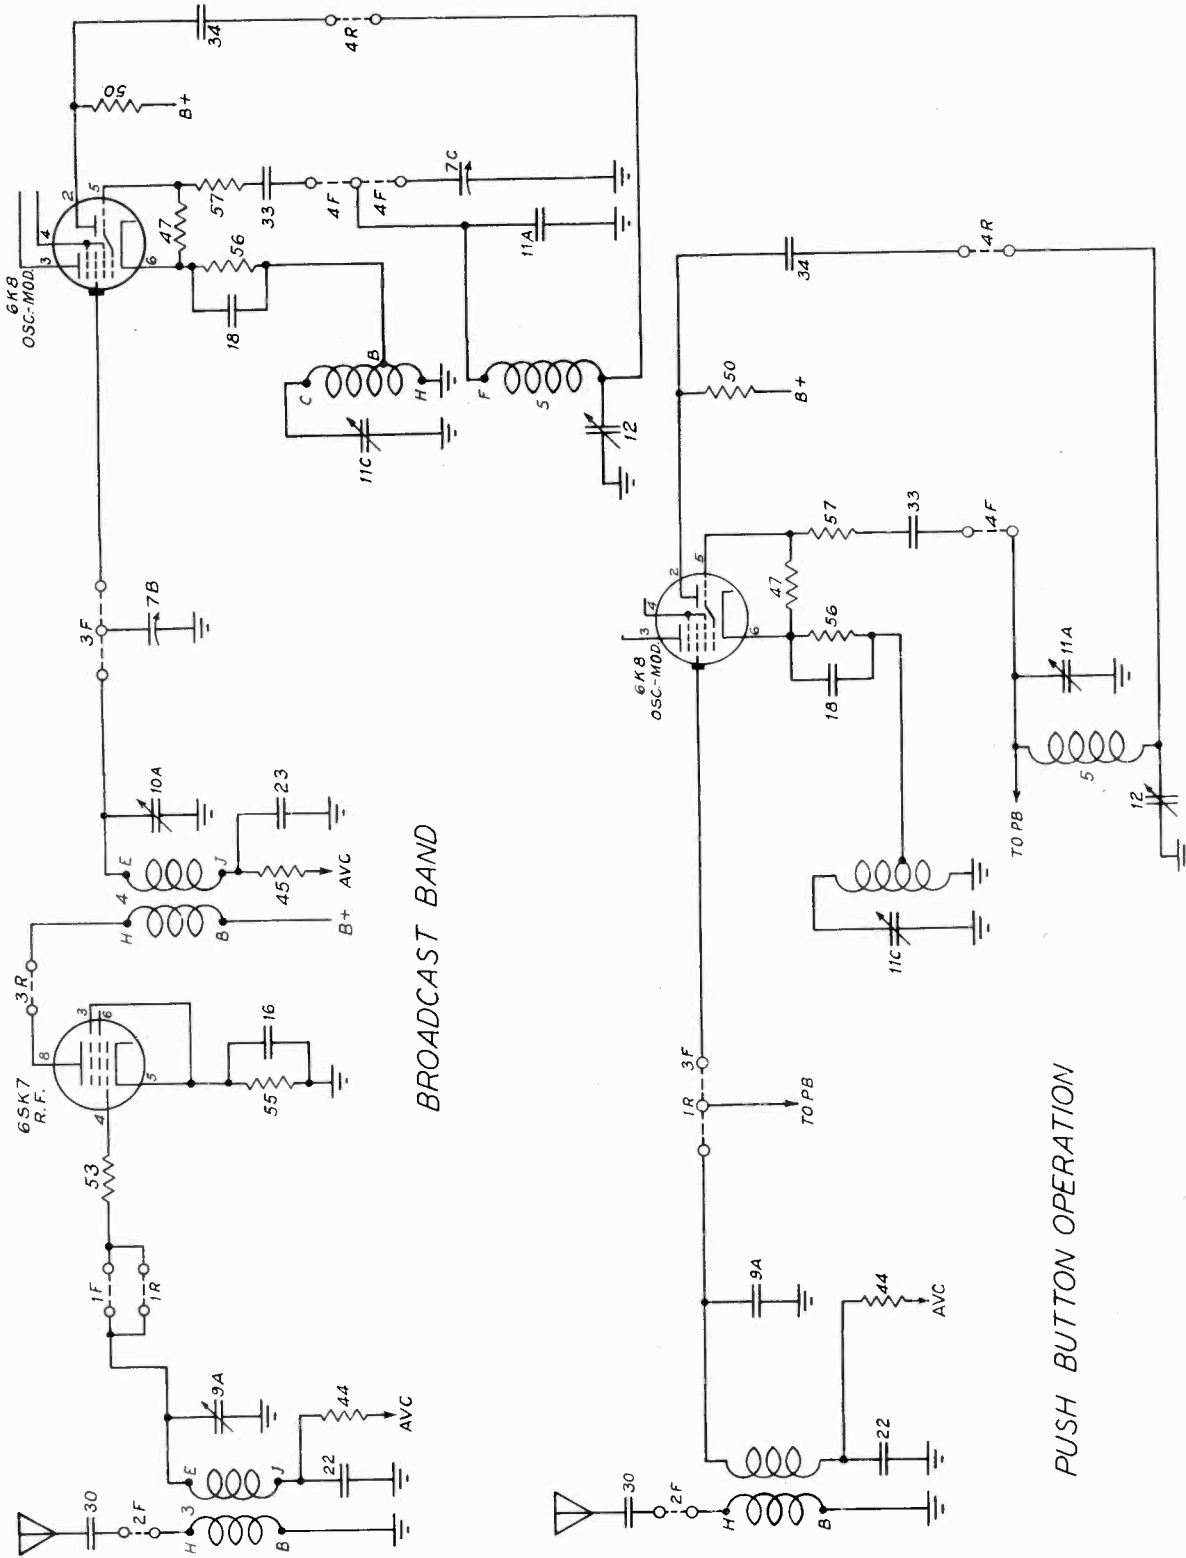 30
2F
H
3
B
E
J
22
44
AVC
9A
1F
1R
53
6SK7
R.F.
4
8
3
6
5
55
16
3R
H
4
B
B+
E
J
45
AVC
23
10A
3F
7B
6K8
OSC.-MOD.
3
4
2
5
6
47
18
56
57
33
4F
4F
7C
11A
50
B+
34
4R
C
B
H
11C
F
5
12
BROADCAST BAND
30
2F
H
B
22
44
AVC
9A
1R
3F
TO PB
6K8
OSC.-MOD.
3
4
2
5
6
47
18
56
57
33
4F
50
B+
34
4R
11C
11A
TO PB
5
12
PUSH BUTTON OPERATION